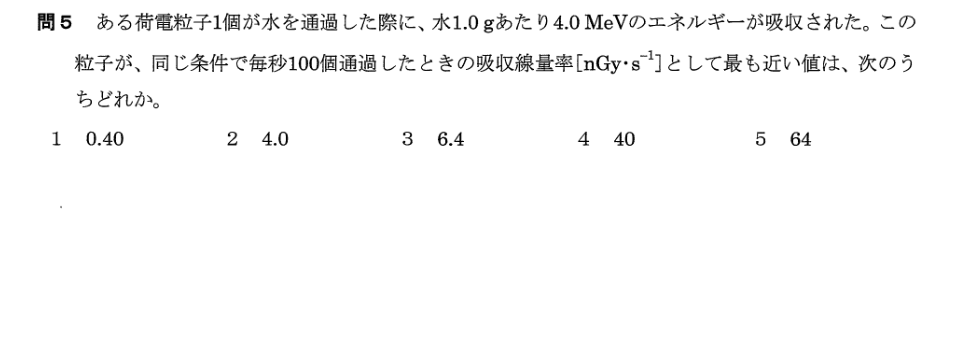 問5 ある荷電粒子1個が水を通過した際に、水1.0 gあたり4.0 MeVのエネルギーが吸収された。この
粒子が、同じ条件で毎秒100個通過したときの吸収線量率[nGy·s⁻¹]として最も近い値は、次のう
ちどれか。
1 0.40 2 4.0 3 6.4 4 40 5 64